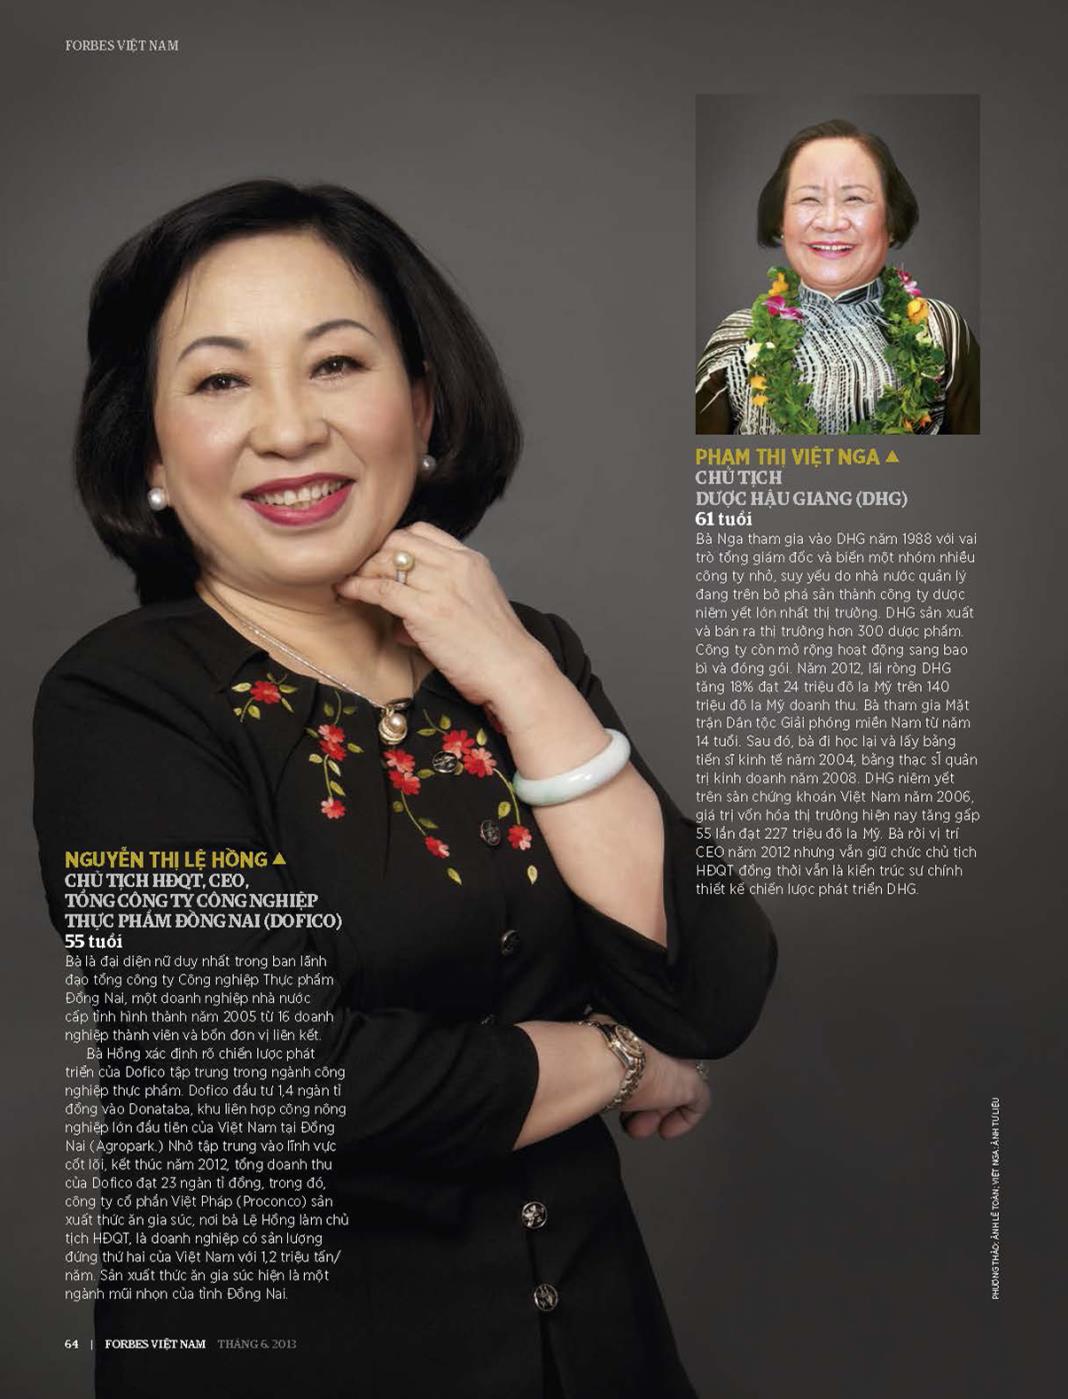 FORBES VIỆT NAM
PHẠM THỊ VIỆT NGA ▲
CHỦ TỊCH
DƯỢC HẬU GIANG (DHG)
61 tuổi
Bà Nga tham gia vào DHG năm 1988 với vai
trò tổng giám đốc và biến một nhóm nhiều
công ty nhỏ, suy yếu do nhà nước quản lý
đang trên bờ phá sản thành công ty dược
niêm yết lớn nhất thị trường. DHG sản xuất
và bán ra thị trường hơn 300 dược phẩm.
Công ty còn mở rộng hoạt động sang bao
bì và đóng gói. Năm 2012, lãi ròng DHG
tăng 18% đạt 24 triệu đô la Mỹ trên 140
triệu đô la Mỹ doanh thu. Bà tham gia Mặt
trận Dân tộc Giải phóng miền Nam từ năm
14 tuổi. Sau đó, bà đi học lại và lấy bằng
tiến sĩ kinh tế năm 2004, bằng thạc sĩ quản
trị kinh doanh năm 2008. DHG niêm yết
trên sàn chứng khoán Việt Nam năm 2006,
giá trị vốn hóa thị trường hiện nay tăng gấp
55 lần đạt 227 triệu đô la Mỹ. Bà rời vị trí
CEO năm 2012 nhưng vẫn giữ chức chủ tịch
HĐQT đồng thời vẫn là kiến trúc sư chính
thiết kế chiến lược phát triển DHG.
NGUYỄN THỊ LỆ HỒNG ▲
CHỦ TỊCH HĐQT, CEO,
TỔNG CÔNG TY CÔNG NGHIỆP
THỰC PHẨM ĐỒNG NAI (DOFICO)
55 tuổi
Bà là đại diện nữ duy nhất trong ban lãnh
đạo tổng công ty Công nghiệp Thực phẩm
Đồng Nai, một doanh nghiệp nhà nước
cấp tỉnh hình thành năm 2005 từ 16 doanh
nghiệp thành viên và bốn đơn vị liên kết.
Bà Hồng xác định rõ chiến lược phát
triển của Dofico tập trung trong ngành công
nghiệp thực phẩm. Dofico đầu tư 1,4 ngàn tỉ
đồng vào Donataba, khu liên hợp công nông
nghiệp lớn đầu tiên của Việt Nam tại Đồng
Nai (Agropark.) Nhờ tập trung vào lĩnh vực
cốt lõi, kết thúc năm 2012, tổng doanh thu
của Dofico đạt 23 ngàn tỉ đồng, trong đó,
công ty cổ phần Việt Pháp (Proconco) sản
xuất thức ăn gia súc, nơi bà Lệ Hồng làm chủ
tịch HĐQT, là doanh nghiệp có sản lượng
đứng thứ hai của Việt Nam với 1,2 triệu tấn/
năm. Sản xuất thức ăn gia súc hiện là một
ngành mũi nhọn của tỉnh Đồng Nai.
PHƯƠNG THẢO; ẢNH LÊ TOÀN; VIỆT NGA: ẢNH TƯ LIỆU
64 | FORBES VIỆT NAM THÁNG 6. 2013